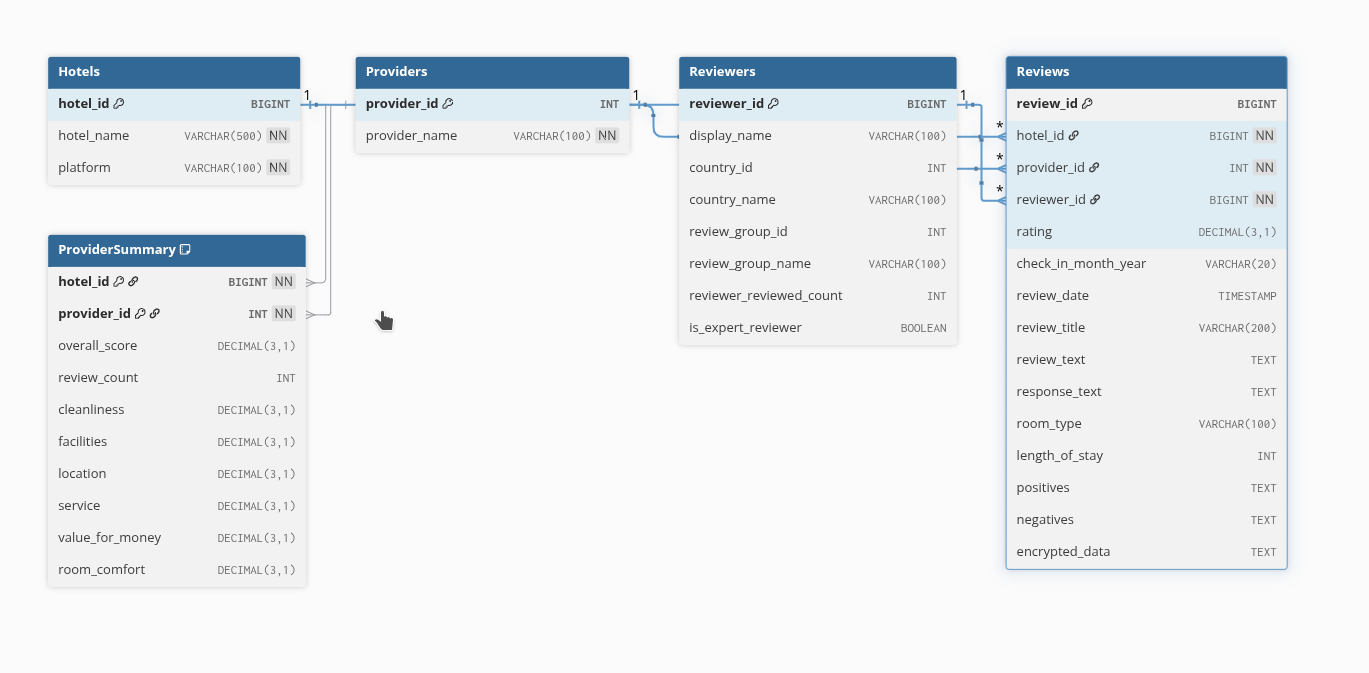 Hotels
hotel_id BIGINT
hotel_name VARCHAR(500) NN
platform VARCHAR(100) NN
1
Providers
provider_id INT
provider_name VARCHAR(100) NN
1
Reviewers
reviewer_id BIGINT
display_name VARCHAR(100)
country_id INT
country_name VARCHAR(100)
review_group_id INT
review_group_name VARCHAR(100)
reviewer_reviewed_count INT
is_expert_reviewer BOOLEAN
1
*
*
*
Reviews
review_id BIGINT
hotel_id BIGINT NN
provider_id INT NN
reviewer_id BIGINT NN
rating DECIMAL(3,1)
check_in_month_year VARCHAR(20)
review_date TIMESTAMP
review_title VARCHAR(200)
review_text TEXT
response_text TEXT
room_type VARCHAR(100)
length_of_stay INT
positives TEXT
negatives TEXT
encrypted_data TEXT
ProviderSummary
hotel_id BIGINT NN
provider_id INT NN
overall_score DECIMAL(3,1)
review_count INT
cleanliness DECIMAL(3,1)
facilities DECIMAL(3,1)
location DECIMAL(3,1)
service DECIMAL(3,1)
value_for_money DECIMAL(3,1)
room_comfort DECIMAL(3,1)